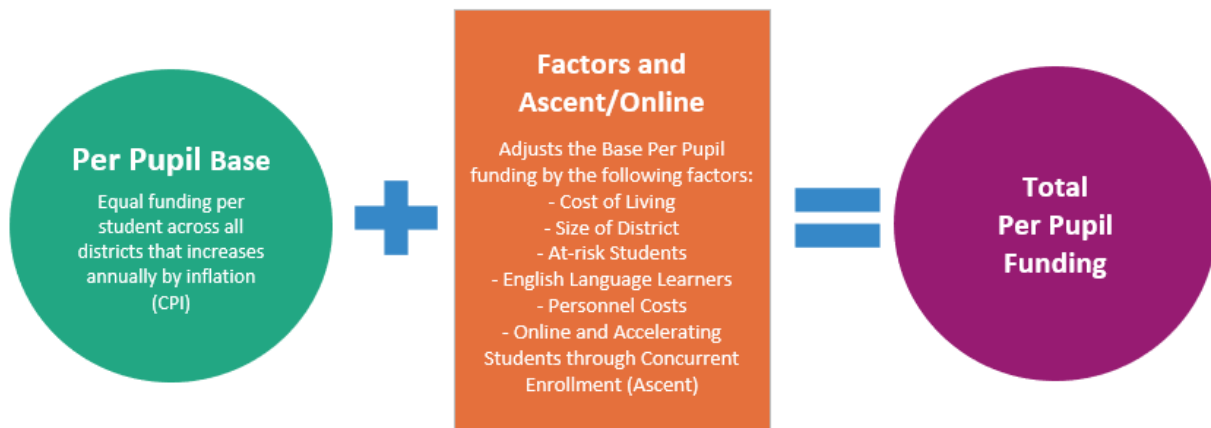 Per Pupil Base
Equal funding per
student across all
districts that increases
annually by inflation
(CPI)
Factors and
Ascent/Online
Adjusts the Base Per Pupil
funding by the following factors:
- Cost of Living
- Size of District
- At-risk Students
- English Language Learners
- Personnel Costs
- Online and Accelerating
Students through Concurrent
Enrollment (Ascent)
Total
Per Pupil
Funding